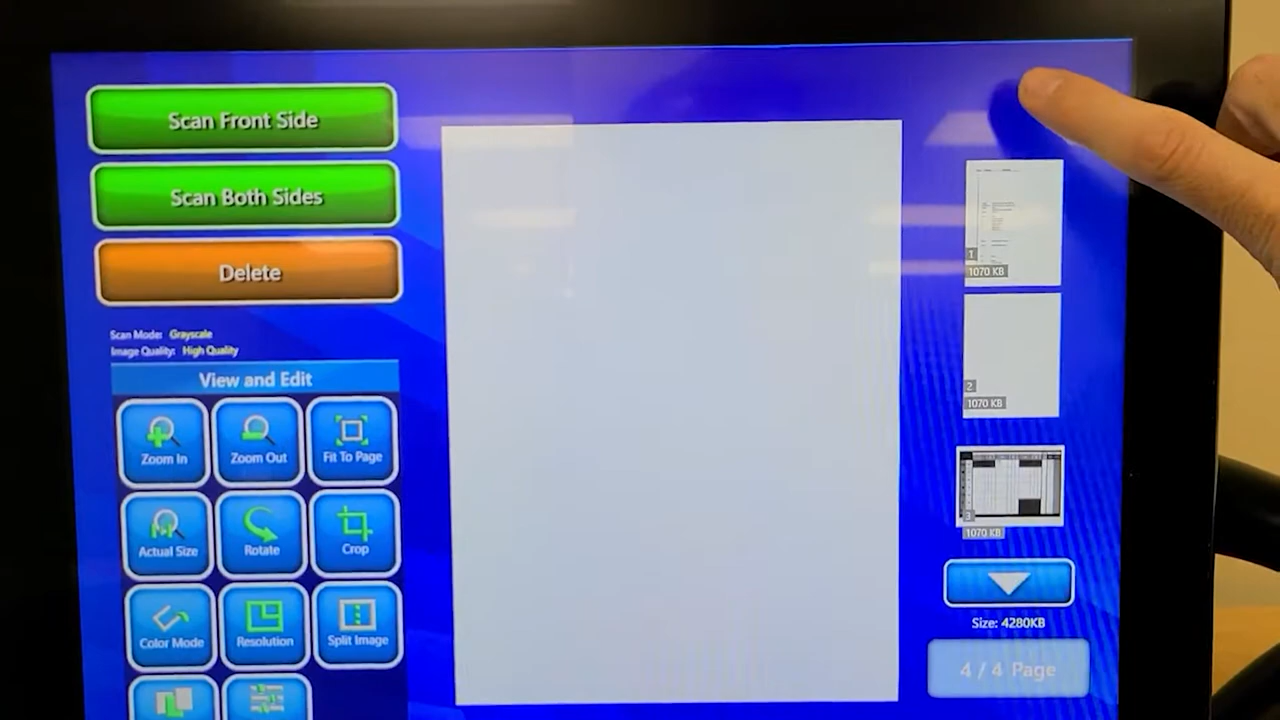 Scan Front Side
Scan Both Sides
Delete
Scan Mode: Grayscale
Image Quality: High Quality
View and Edit
Zoom In
Zoom Out
Fit To Page
Actual Size
Rotate
Crop
Color Mode
Resolution
Split Image
1
1070 KB
2
1070 KB
3
1070 KB
Size: 4280KB
4 / 4 Page